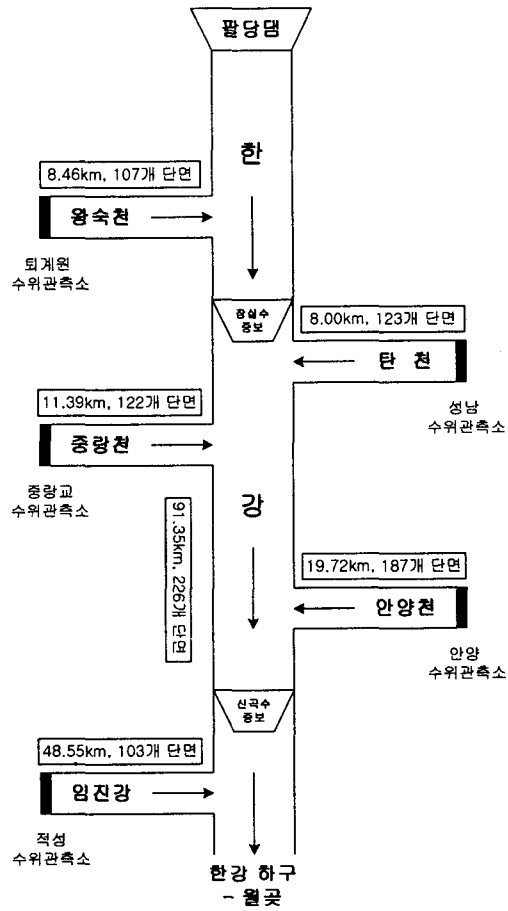 팔당댐
한
8.46km, 107개 단면
왕숙천
퇴계원
수위관측소
잠실수
중보
8.00km, 123개 단면
탄 천
성남
수위관측소
11.39km, 122개 단면
중랑천
중랑교
수위관측소
강
91.35km, 226개 단면
19.72km, 187개 단면
안양천
안양
수위관측소
신곡수
중보
48.55km, 103개 단면
임진강
적성
수위관측소
한강 하구
- 월곶